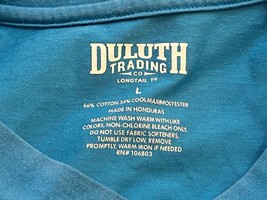 DULUTH
TRADING
CO
LONGTAIL T®
L
66% COTTON 34% COOLMAX®POLYESTER
MADE IN HONDURAS
MACHINE WASH WARM WITH LIKE
COLORS, NON-CHLORINE BLEACH ONLY.
DO NOT USE FABRIC SOFTENERS.
TUMBLE DRY LOW, REMOVE
PROMPTLY, WARM IRON IF NEEDED
RN# 106803